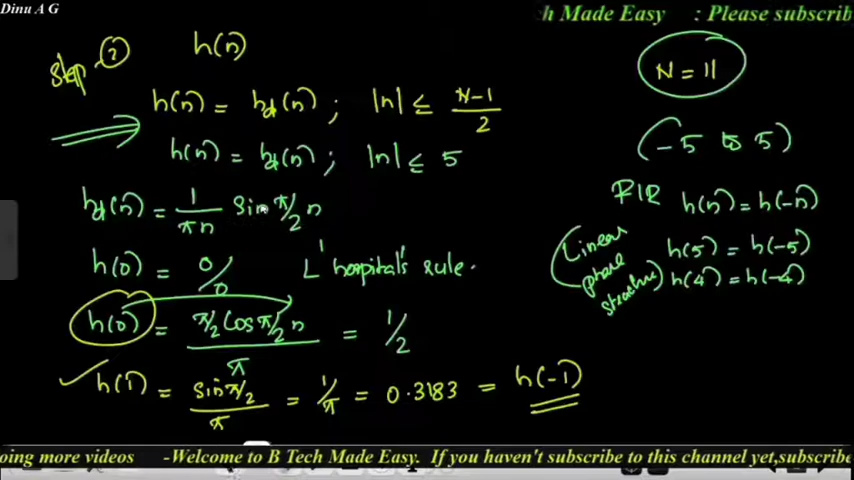 Dinu A G
h Made Easy : Please subscrib
Step - ②
h(n)
h(n) = hd(n) ; |n| ≤ N-1/2
h(n) = hd(n) ; |n| ≤ 5
hd(n) = 1/πn sin π/2 n
h(0) = 0/0 L'hospital's rule.
h(0) = π/2 Cos π/2 n / π = 1/2
h(1) = sin π/2 / π = 1/π = 0.3183 = h(-1)
N = 11
(-5 to 5)
FIR h(n) = h(-n)
(Linear phase structure)
h(5) = h(-5)
h(4) = h(-4)
oing more videos -Welcome to B Tech Made Easy. If you haven't subscribe to this channel yet,subscribe